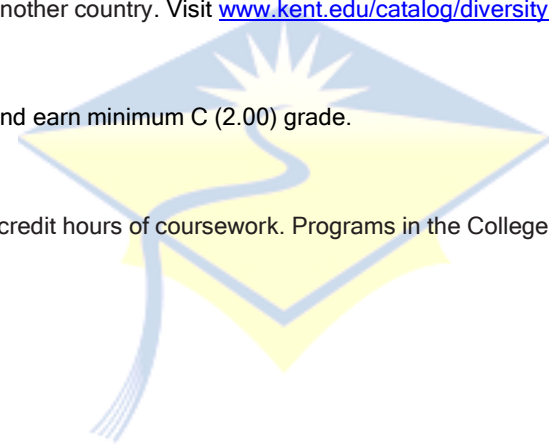 nother country. Visit www.kent.edu/catalog/diversity
nd earn minimum C (2.00) grade.
credit hours of coursework. Programs in the College